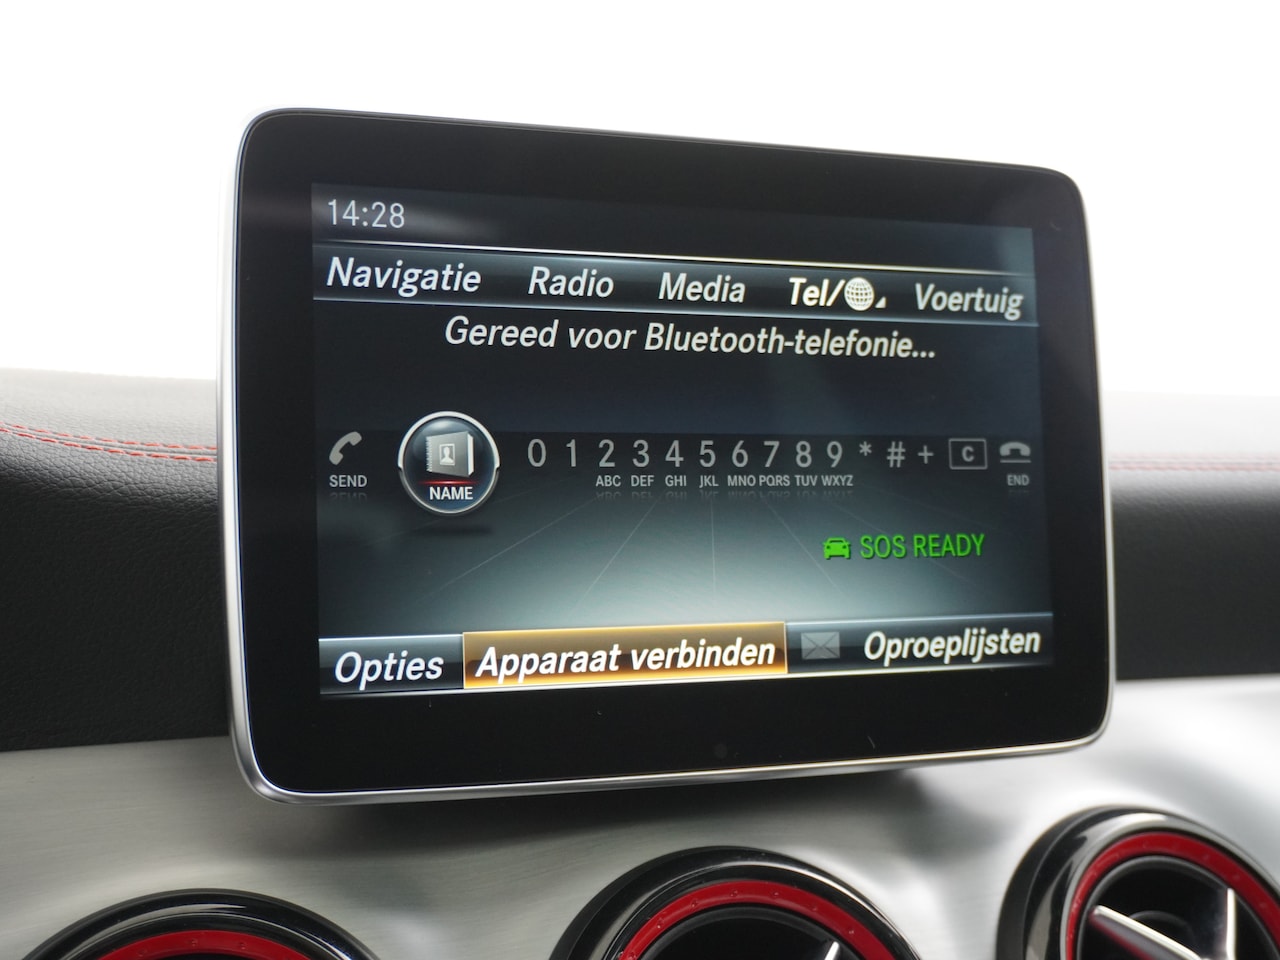 14:28
Navigatie Radio Media Tel/ Voertuig
Gereed voor Bluetooth-telefonie...
SEND NAME 0 1 2 3 4 5 6 7 8 9 * # + C END
ABC DEF GHI JKL MNO PQRS TUV WXYZ
SOS READY
Opties Apparaat verbinden Oproeplijsten